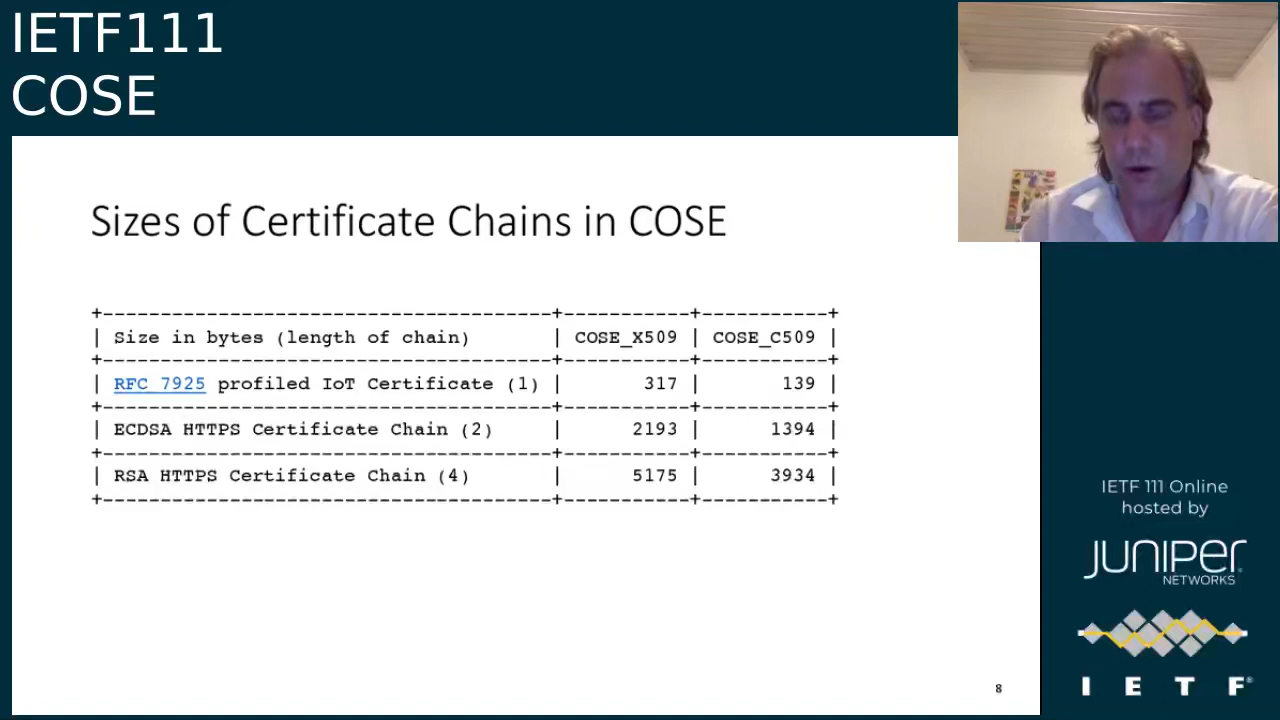 IETF111
COSE
Sizes of Certificate Chains in COSE
+---------------------------------------+-----------+-----------+
| Size in bytes (length of chain)       | COSE_X509 | COSE_C509 |
+---------------------------------------+-----------+-----------+
| RFC 7925 profiled IoT Certificate (1) |       317 |       139 |
+---------------------------------------+-----------+-----------+
| ECDSA HTTPS Certificate Chain (2)     |      2193 |      1394 |
+---------------------------------------+-----------+-----------+
| RSA HTTPS Certificate Chain (4)       |      5175 |      3934 |
+---------------------------------------+-----------+-----------+
IETF 111 Online
hosted by
JUNIPER
NETWORKS
IETF®
8